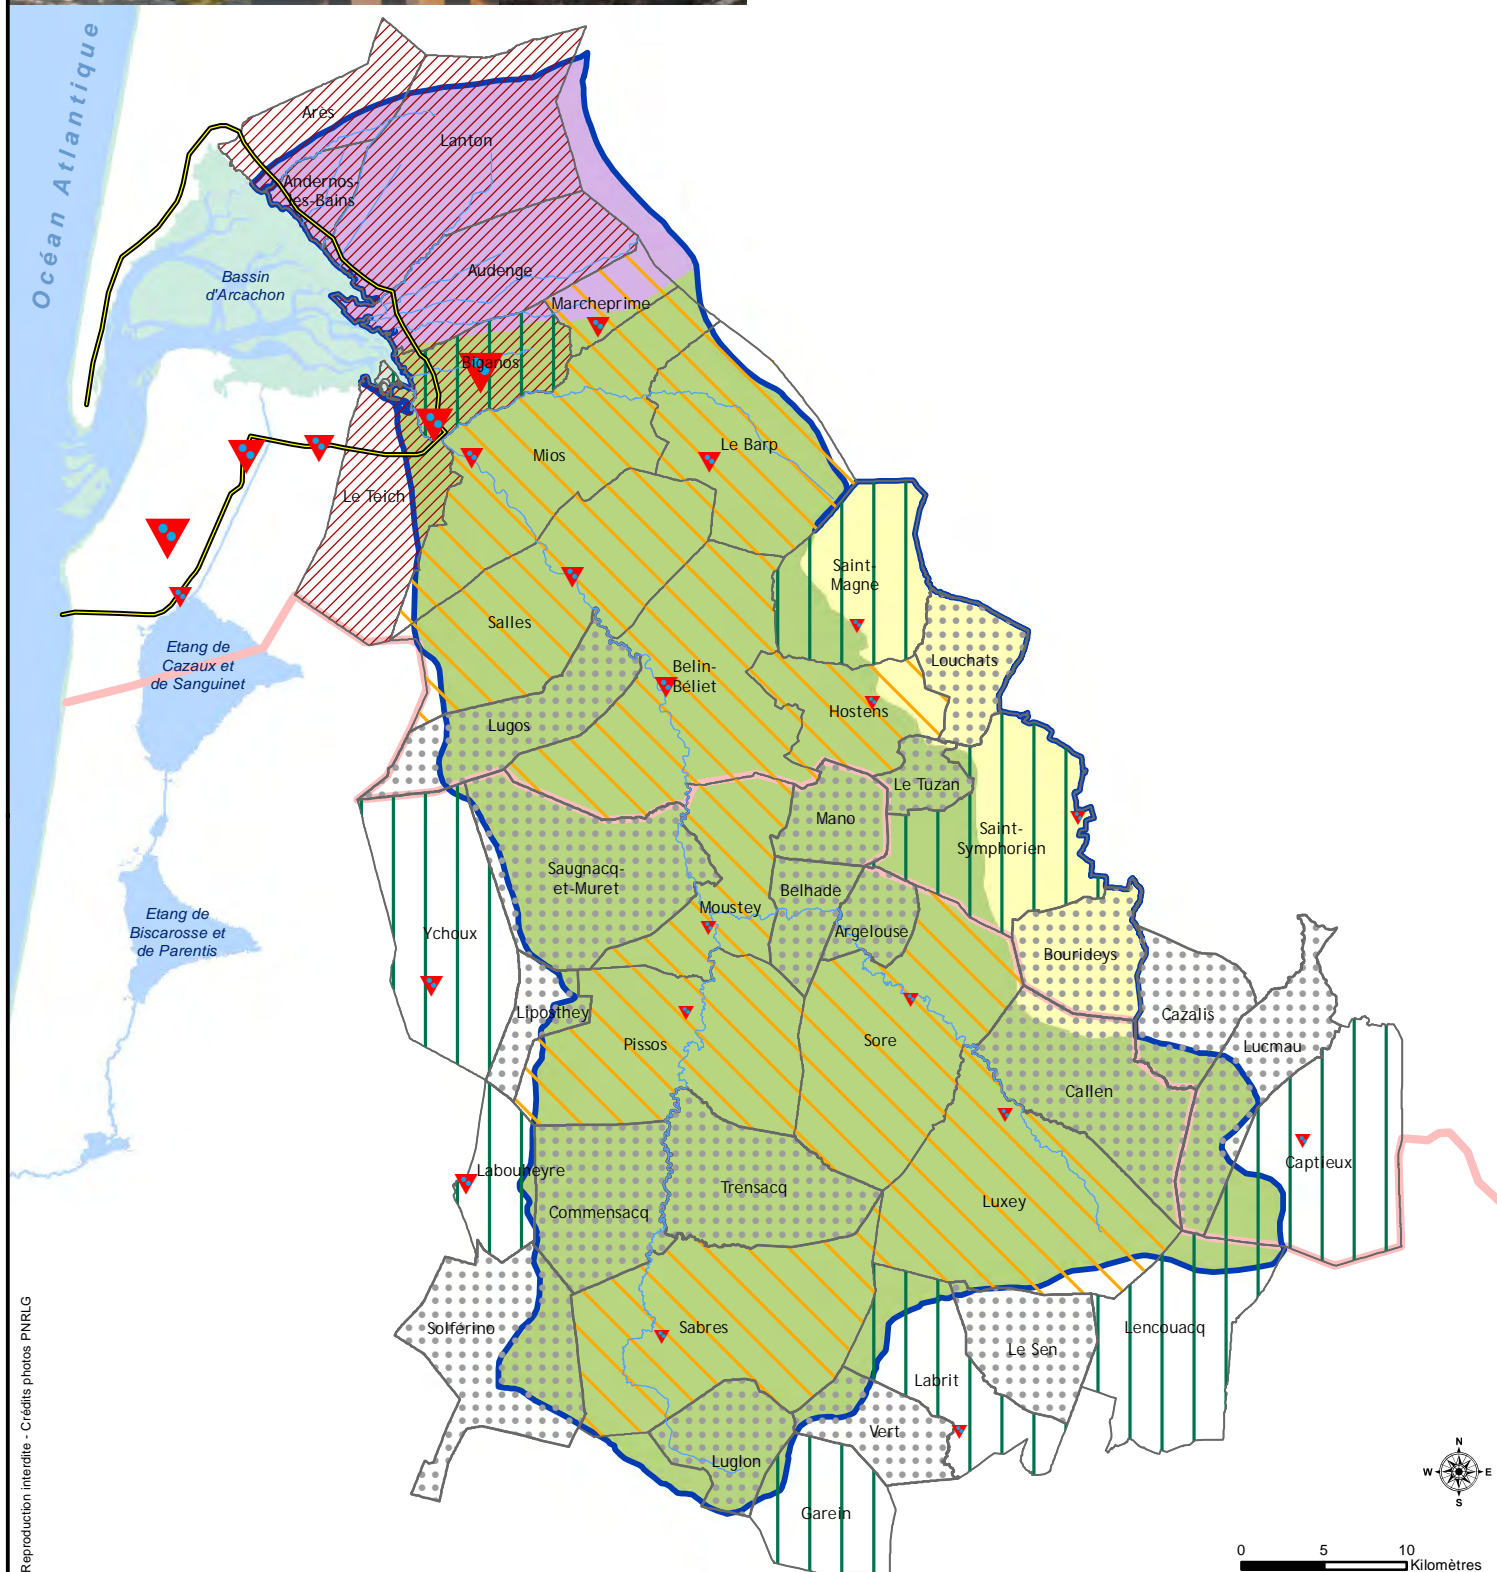 Océan Atlantique
Arès
Lanton
Andernos-
les-Bains
Bassin
d'Arcachon
Audenge
Marcheprime
Biganos
Mios
Le Barp
Le Teich
Saint-
Magne
Salles
Etang de
Cazaux et
de Sanguinet
Belin-
Béliet
Louchats
Lugos
Hostens
Le Tuzan
Mano
Saint-
Symphorien
Saugnacq-
et-Muret
Belhade
Etang de
Biscarosse et
de Parentis
Moustey
Ychoux
Argelouse
Bourideys
Liposthey
Cazalis
Pissos
Sore
Lucmau
Callen
Labouheyre
Captieux
Trensacq
Commensacq
Luxey
Solférino
Sabres
Lencouacq
Le Sen
Labrit
Vert
Luglon
Garein
N
W
E
S
0 5 10
Kilomètres
Reproduction interdite - Crédits photos PNRLG